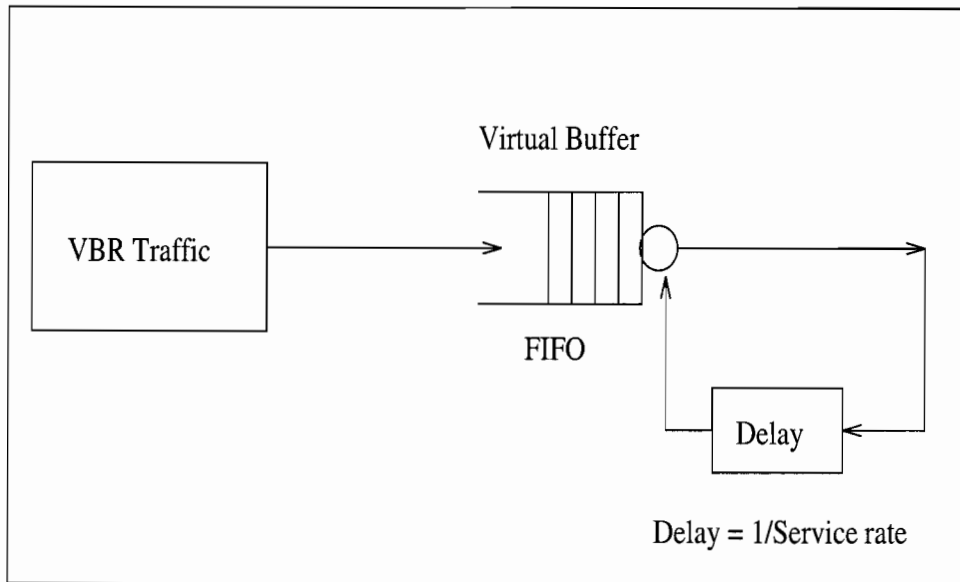 Virtual Buffer
VBR Traffic
FIFO
Delay
Delay = 1/Service rate